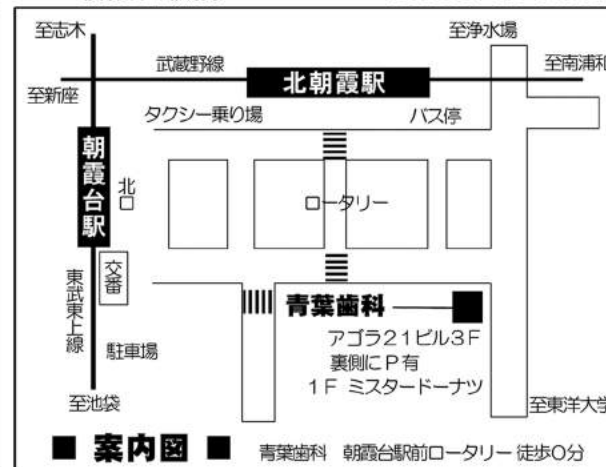 至志木
至浄水場
武蔵野線
北朝霞駅
至南浦和
至新座
タクシー乗り場
バス停
朝霞台駅
北口
ロータリー
交番
東武東上線
青葉歯科
アゴラ21ビル3F
裏側にP有
1F ミスタードーナツ
駐車場
至池袋
至東洋大学
■ 案内図 ■
青葉歯科 朝霞台駅前ロータリー 徒歩0分